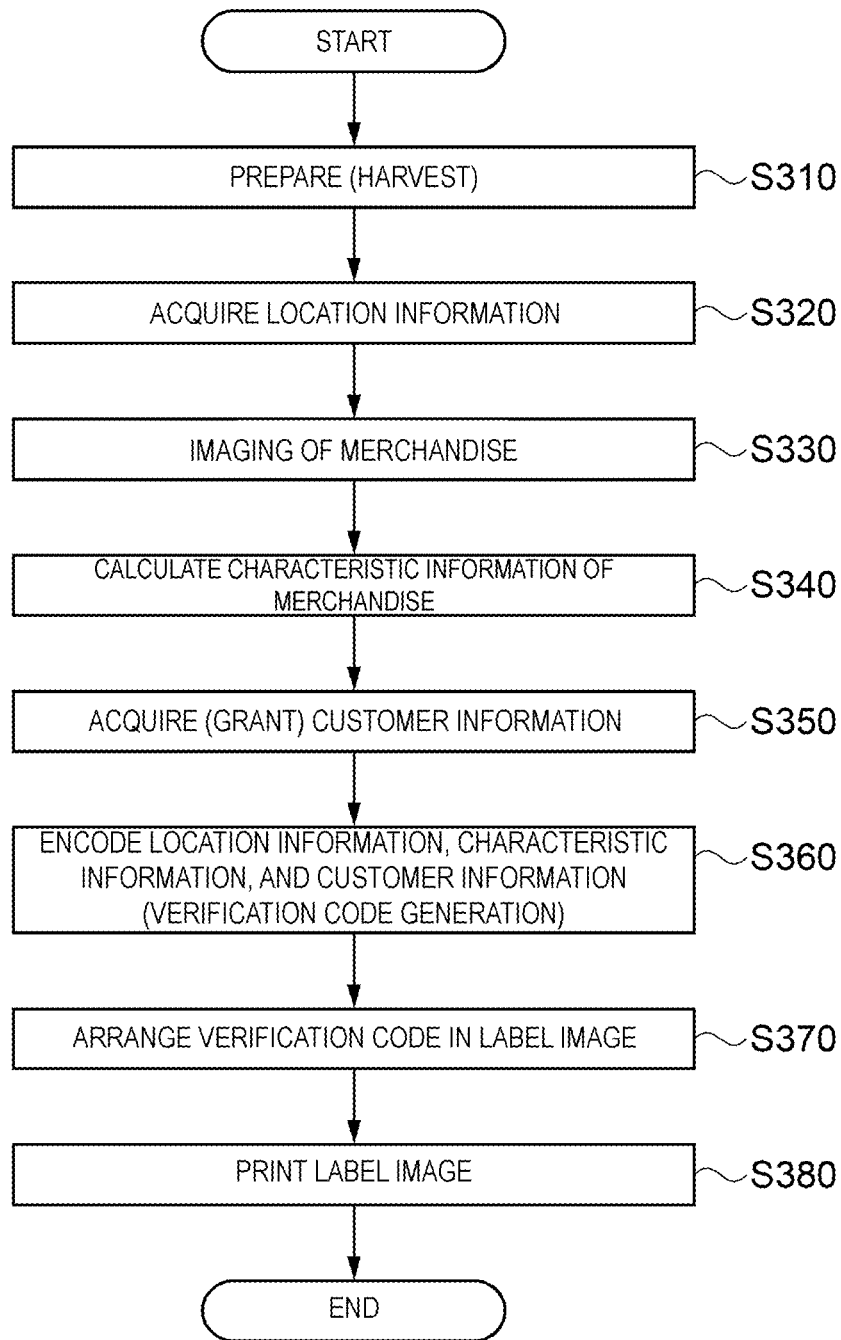 START
PREPARE (HARVEST)
S310
ACQUIRE LOCATION INFORMATION
S320
IMAGING OF MERCHANDISE
S330
CALCULATE CHARACTERISTIC INFORMATION OF
MERCHANDISE
S340
ACQUIRE (GRANT) CUSTOMER INFORMATION
S350
ENCODE LOCATION INFORMATION, CHARACTERISTIC
INFORMATION, AND CUSTOMER INFORMATION
(VERIFICATION CODE GENERATION)
S360
ARRANGE VERIFICATION CODE IN LABEL IMAGE
S370
PRINT LABEL IMAGE
S380
END